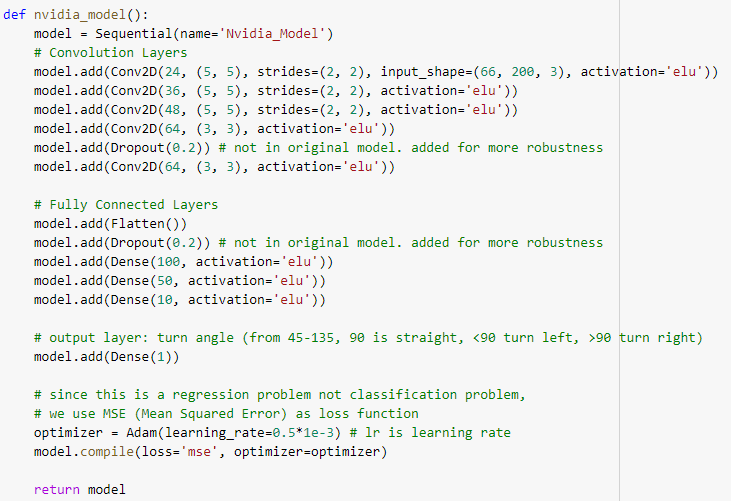 def nvidia_model():
    model = Sequential(name='Nvidia_Model')
    # Convolution Layers
    model.add(Conv2D(24, (5, 5), strides=(2, 2), input_shape=(66, 200, 3), activation='elu'))
    model.add(Conv2D(36, (5, 5), strides=(2, 2), activation='elu'))
    model.add(Conv2D(48, (5, 5), strides=(2, 2), activation='elu'))
    model.add(Conv2D(64, (3, 3), activation='elu'))
    model.add(Dropout(0.2)) # not in original model. added for more robustness
    model.add(Conv2D(64, (3, 3), activation='elu'))

    # Fully Connected Layers
    model.add(Flatten())
    model.add(Dropout(0.2)) # not in original model. added for more robustness
    model.add(Dense(100, activation='elu'))
    model.add(Dense(50, activation='elu'))
    model.add(Dense(10, activation='elu'))

    # output layer: turn angle (from 45-135, 90 is straight, <90 turn left, >90 turn right)
    model.add(Dense(1))

    # since this is a regression problem not classification problem,
    # we use MSE (Mean Squared Error) as loss function
    optimizer = Adam(learning_rate=0.5*1e-3) # lr is learning rate
    model.compile(loss='mse', optimizer=optimizer)

    return model